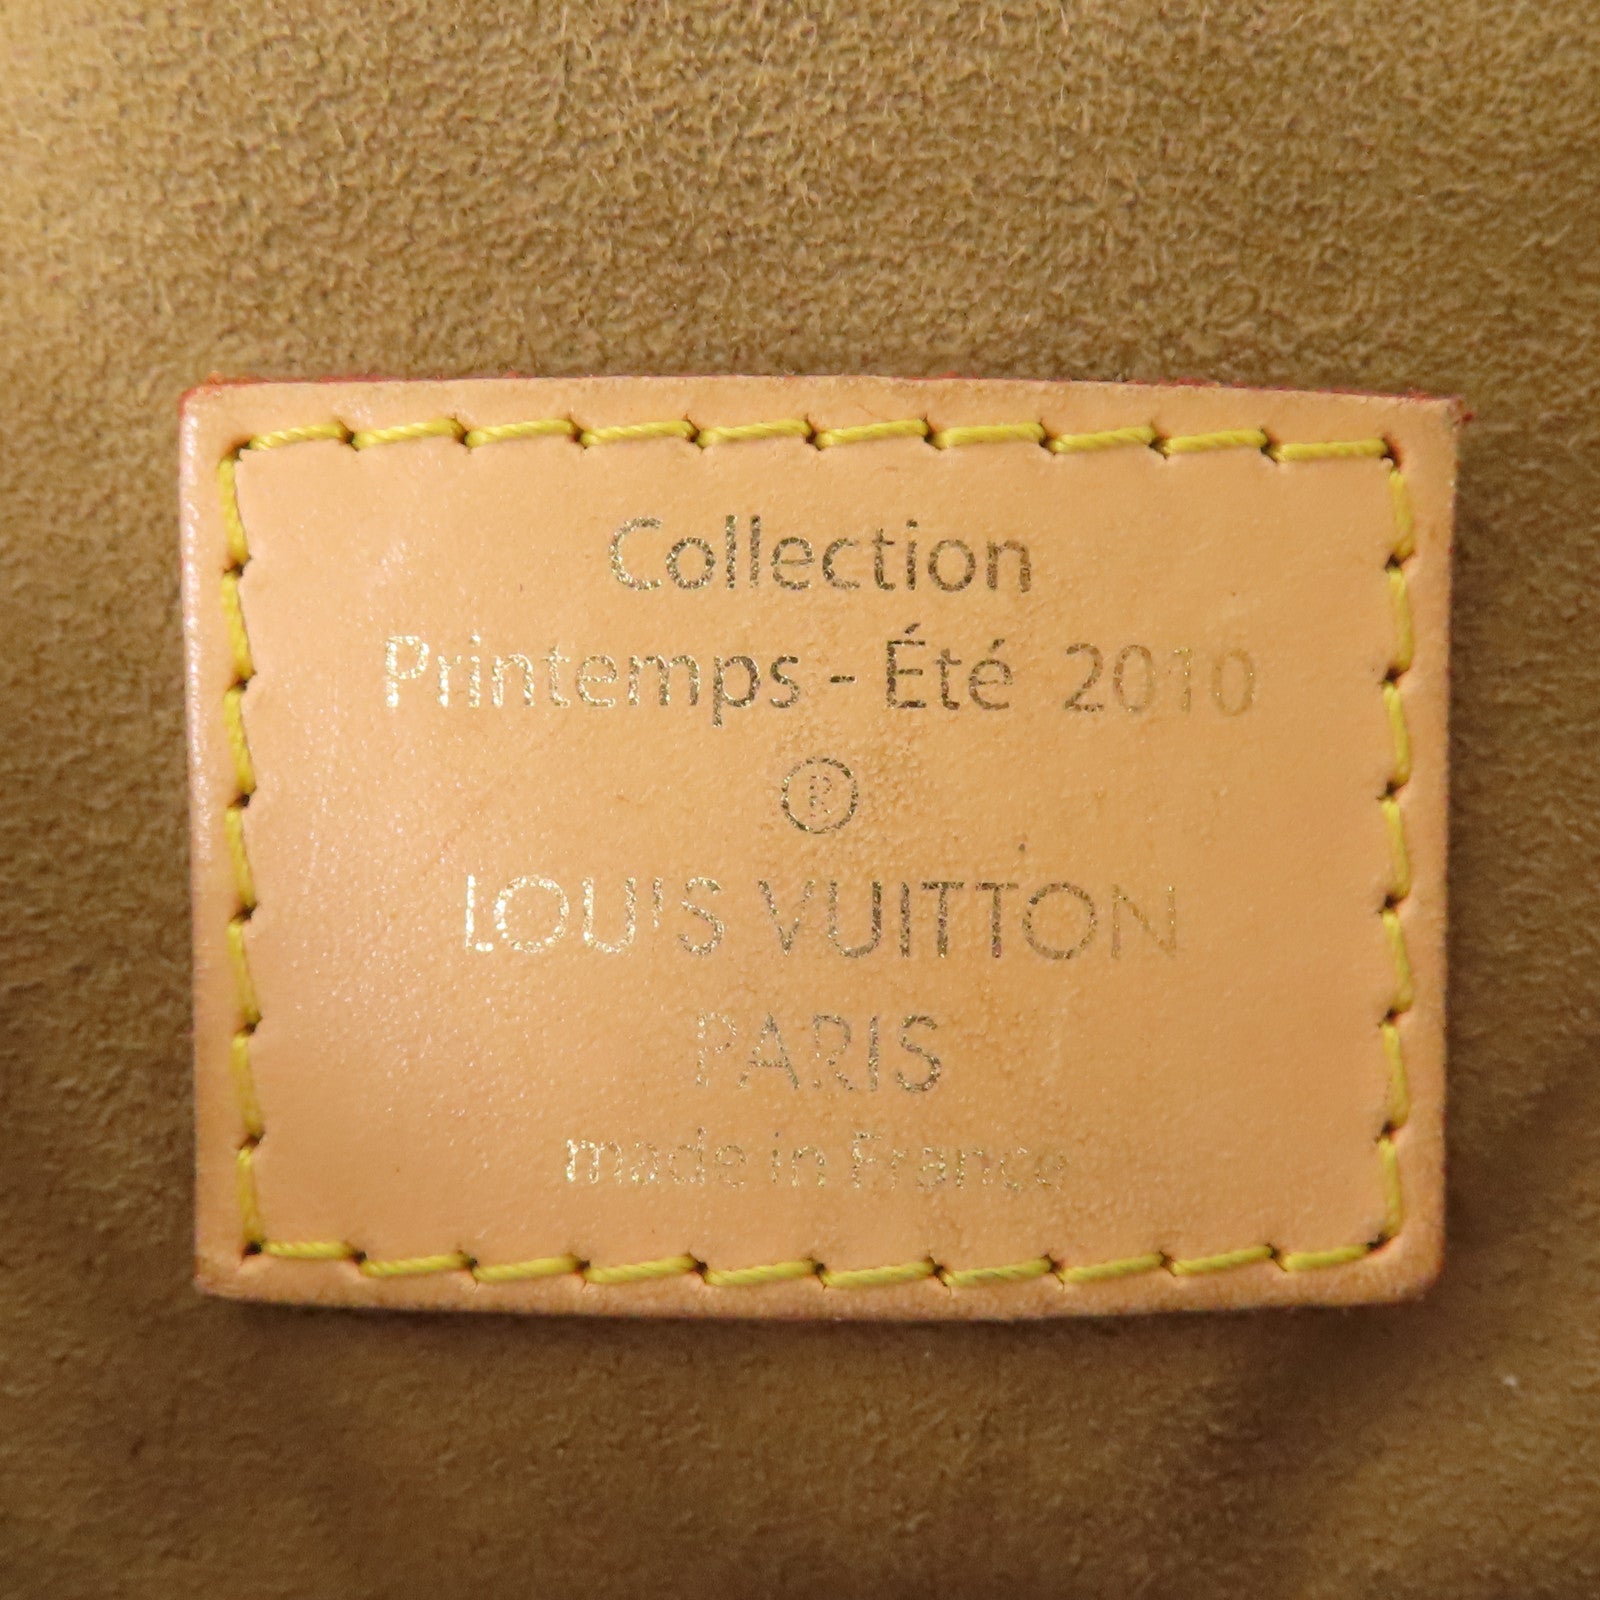 Collection
Printemps - Été 2010
®
LOUIS VUITTON
PARIS
made in France